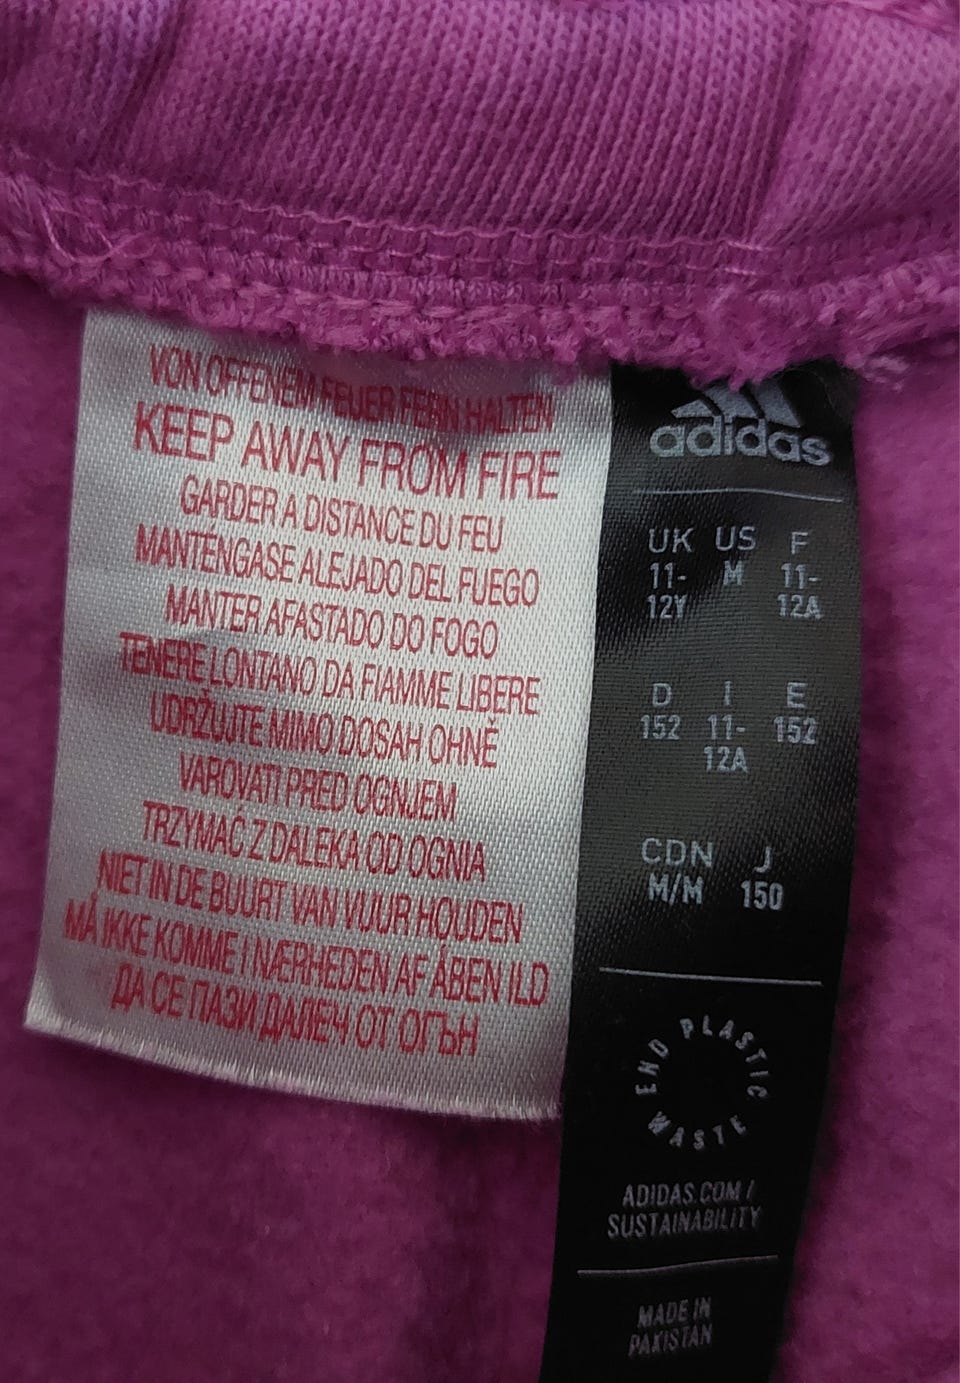 VON OFFENEM FEUER FERN HALTEN
KEEP AWAY FROM FIRE
GARDER A DISTANCE DU FEU
MANTENGASE ALEJADO DEL FUEGO
MANTER AFASTADO DO FOGO
TENERE LONTANO DA FIAMME LIBERE
UDRŽUJTE MIMO DOSAH OHNĚ
VAROVATI PRED OGNJEM
TRZYMAĆ Z DALEKA OD OGNIA
NIET IN DE BUURT VAN VUUR HOUDEN
MÅ IKKE KOMME I NÆRHEDEN AF ÅBEN ILD
ДА СЕ ПАЗИ ДАЛЕЧ ОТ ОГЪН
adidas
UK US F
11- M 11-
12Y 12A
D I E
152 11- 152
12A
CDN J
M/M 150
END PLASTIC WASTE
ADIDAS.COM /
SUSTAINABILITY
MADE IN
PAKISTAN